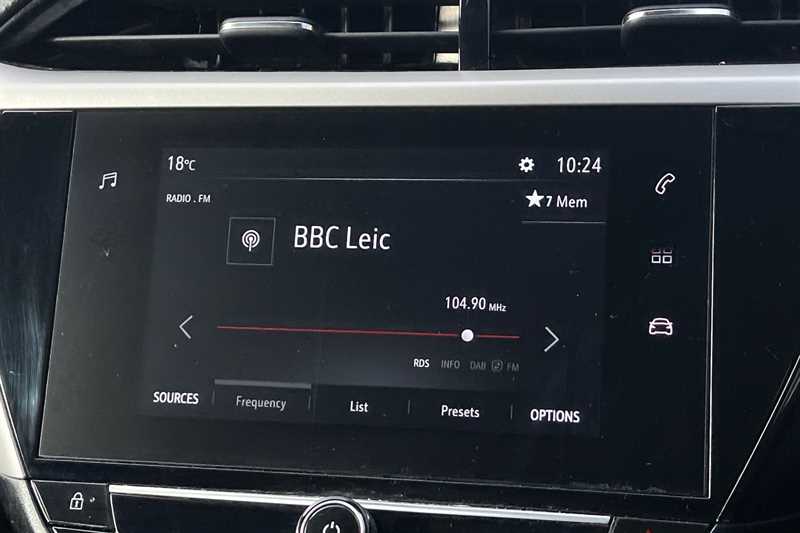 18°C
10:24
RADIO . FM
★7 Mem
BBC Leic
104.90 MHz
RDS INFO DAB FM
SOURCES
Frequency
List
Presets
OPTIONS